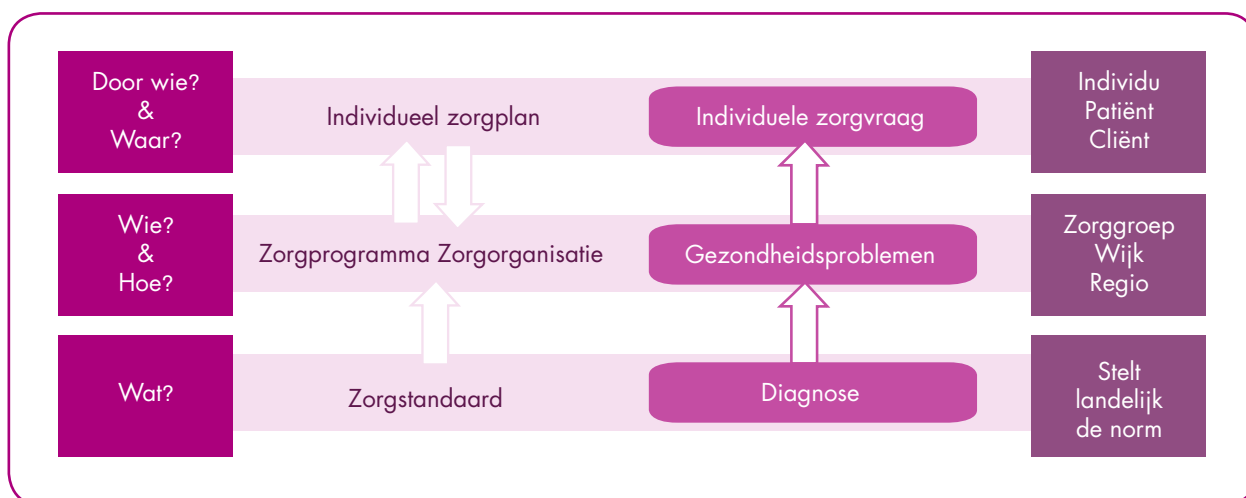 Door wie?
&
Waar?
Individueel zorgplan
Individuele zorgvraag
Individu
Patiënt
Cliënt
Wie?
&
Hoe?
Zorgprogramma Zorgorganisatie
Gezondheidsproblemen
Zorggroep
Wijk
Regio
Wat?
Zorgstandaard
Diagnose
Stelt
landelijk
de norm